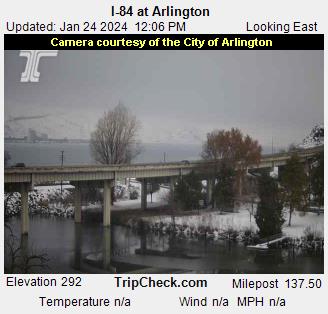 I-84 at Arlington
Updated: Jan 24 2024 12:06 PM Looking East
Camera courtesy of the City of Arlington
Elevation 292 TripCheck.com Milepost 137.50
Temperature n/a Wind n/a MPH n/a